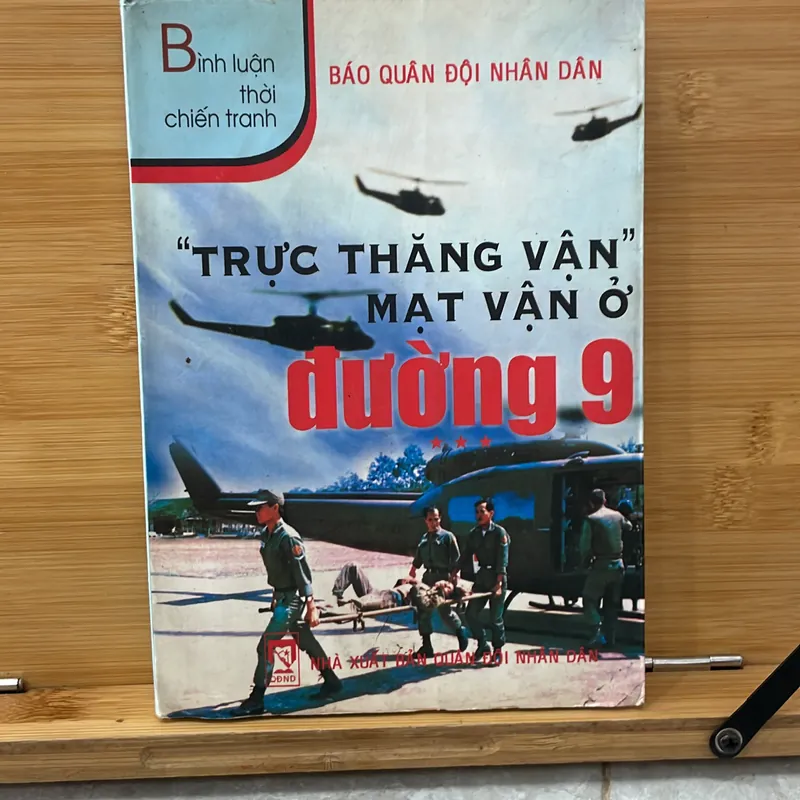 Bình luận
thời
chiến tranh
BÁO QUÂN ĐỘI NHÂN DÂN
“TRỰC THĂNG VẬN”
MẠT VẬN Ở
đường 9
QĐND
NHÀ XUẤT BẢN QUÂN ĐỘI NHÂN DÂN